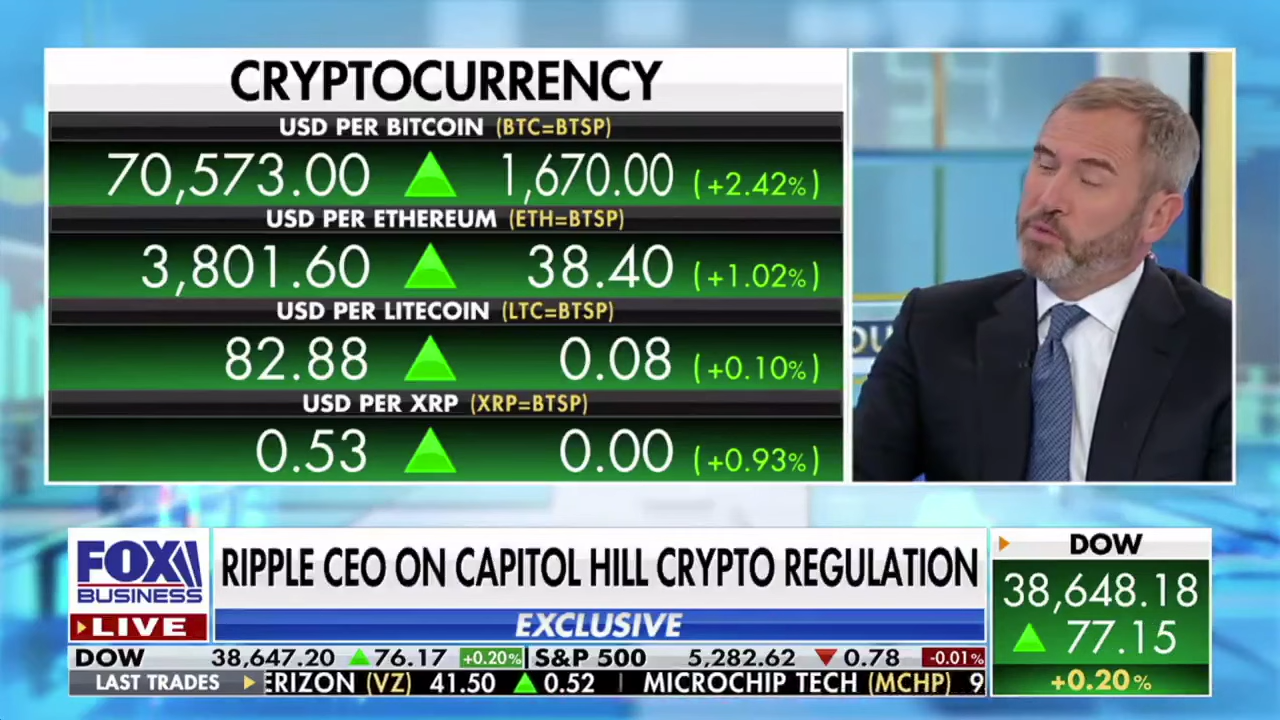 CRYPTOCURRENCY
USD PER BITCOIN (BTC=BTSP)
70,573.00 1,670.00 (+2.42%)
USD PER ETHEREUM (ETH=BTSP)
3,801.60 38.40 (+1.02%)
USD PER LITECOIN (LTC=BTSP)
82.88 0.08 (+0.10%)
USD PER XRP (XRP=BTSP)
0.53 0.00 (+0.93%)
FOX
BUSINESS
LIVE
RIPPLE CEO ON CAPITOL HILL CRYPTO REGULATION
EXCLUSIVE
DOW
38,648.18
77.15
+0.20%
DOW 38,647.20 76.17 +0.20% S&P 500 5,282.62 0.78 -0.01%
LAST TRADES ERIZON (VZ) 41.50 0.52 MICROCHIP TECH (MCHP) 9